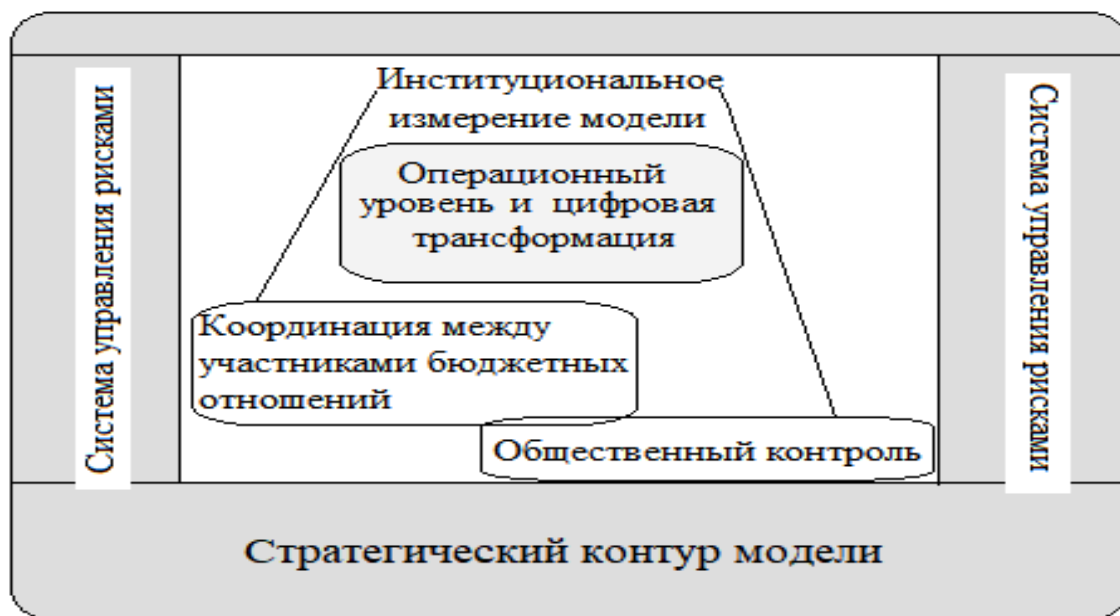 Система управления рисками
Институциональное
измерение модели
Операционный
уровень и цифровая
трансформация
Координация между
участниками бюджетных
отношений
Общественный контроль
Система управления рисками
Стратегический контур модели